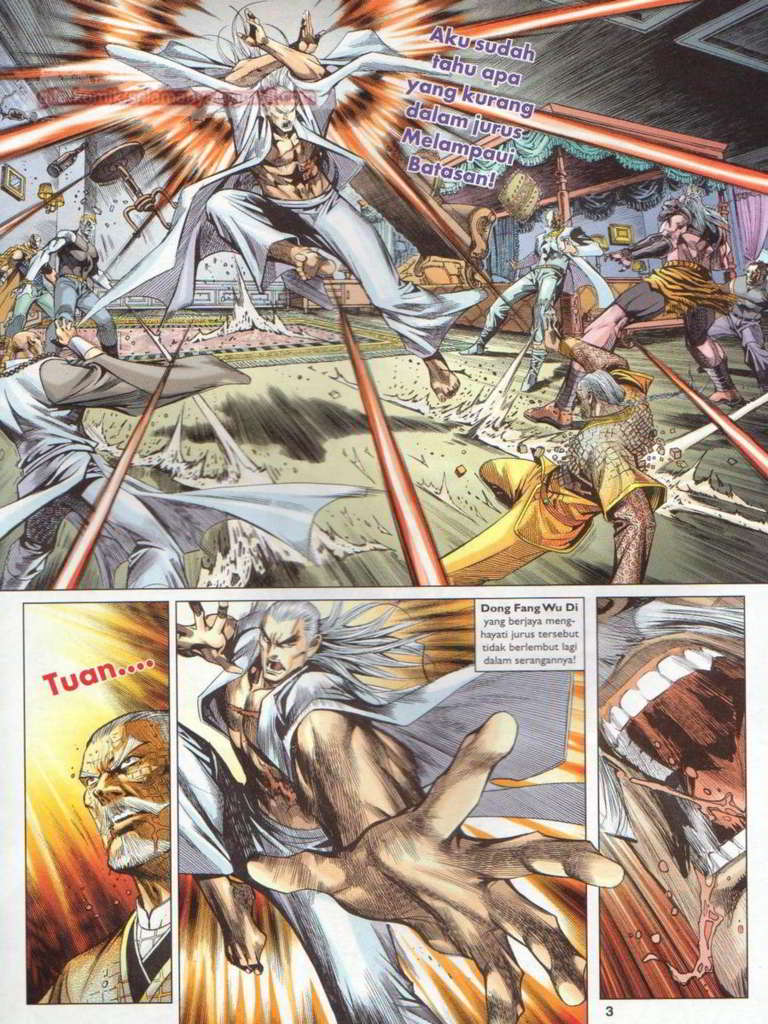 Aku sudah
tahu apa
yang kurang
dalam jurus
Melampaui
Batasan!
Tuan....
Dong Fang Wu Di
yang berjaya meng-
hayati jurus tersebut
tidak berlembut lagi
dalam serangannya!
3